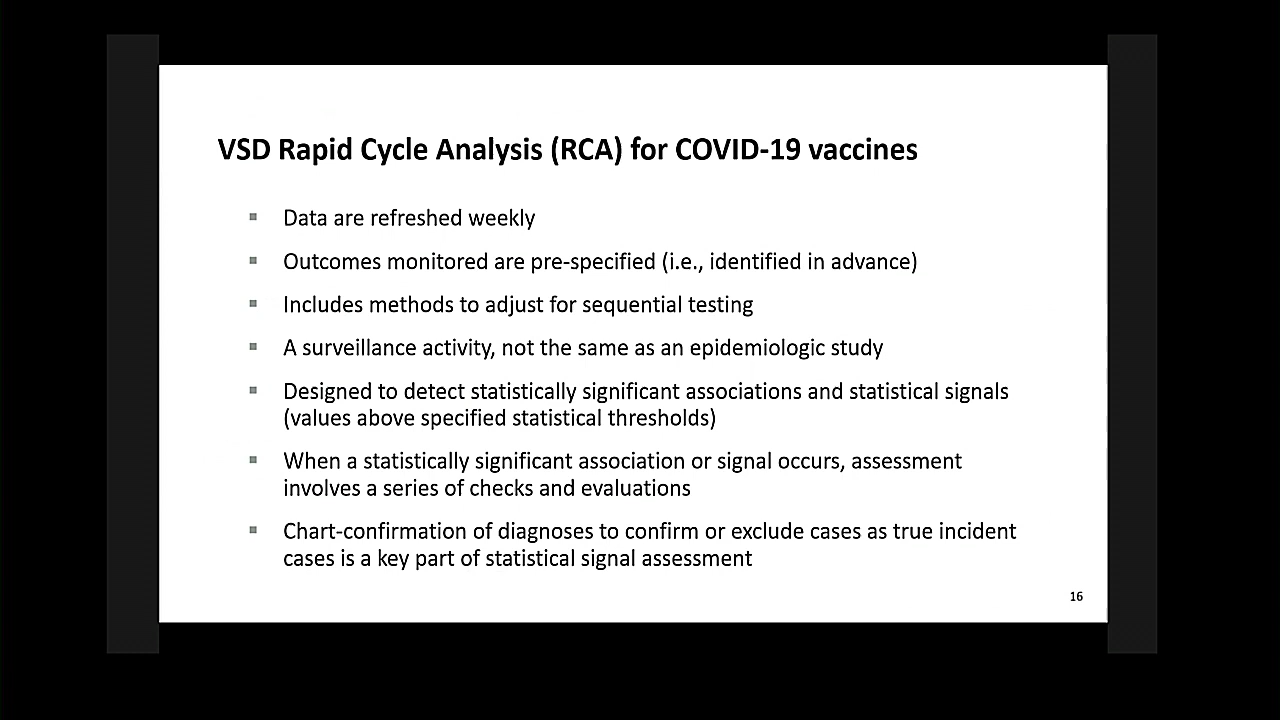 VSD Rapid Cycle Analysis (RCA) for COVID-19 vaccines
▪ Data are refreshed weekly
▪ Outcomes monitored are pre-specified (i.e., identified in advance)
▪ Includes methods to adjust for sequential testing
▪ A surveillance activity, not the same as an epidemiologic study
▪ Designed to detect statistically significant associations and statistical signals
(values above specified statistical thresholds)
▪ When a statistically significant association or signal occurs, assessment
involves a series of checks and evaluations
▪ Chart-confirmation of diagnoses to confirm or exclude cases as true incident
cases is a key part of statistical signal assessment
16